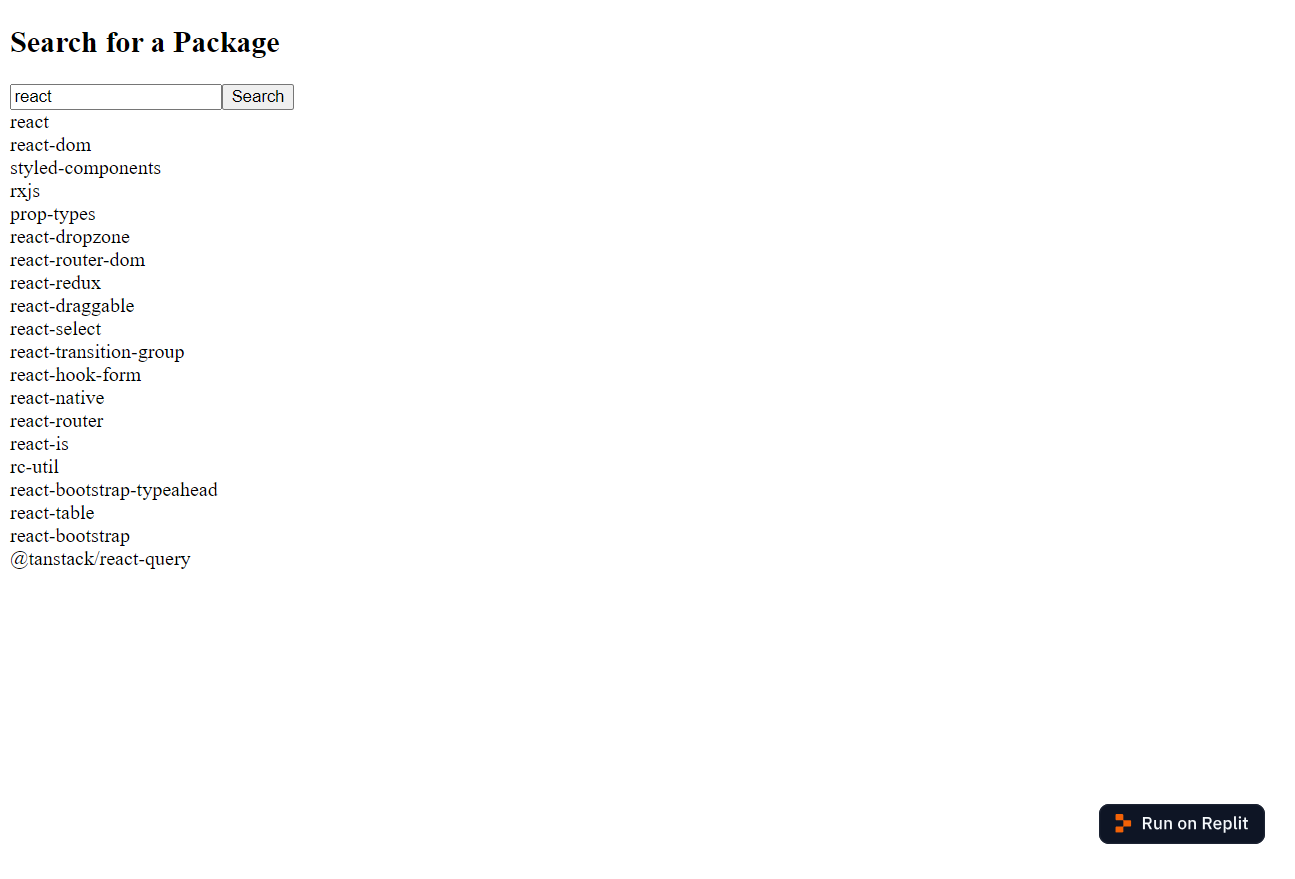 Search for a Package
react Search
react
react-dom
styled-components
rxjs
prop-types
react-dropzone
react-router-dom
react-redux
react-draggable
react-select
react-transition-group
react-hook-form
react-native
react-router
react-is
rc-util
react-bootstrap-typeahead
react-table
react-bootstrap
@tanstack/react-query
Run on Replit